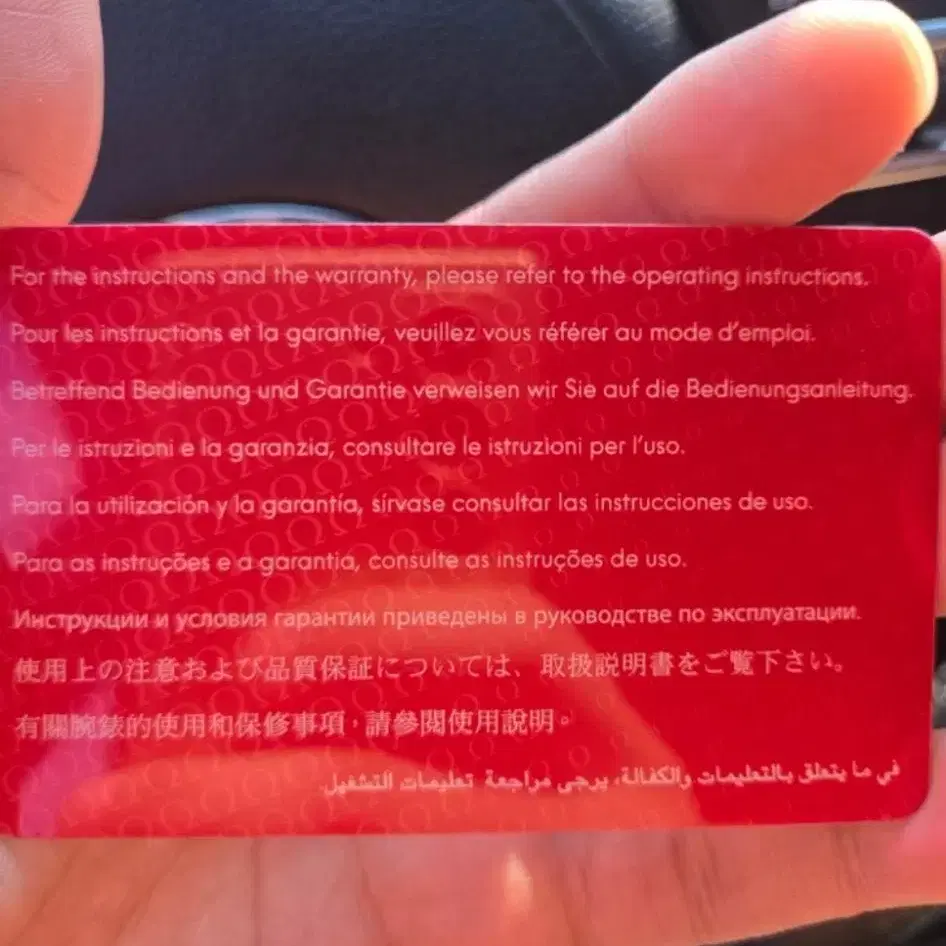 For the instructions and the warranty, please refer to the operating instructions.
Pour les instructions et la garantie, veuillez vous référer au mode d'emploi.
Betreffend Bedienung und Garantie verweisen wir Sie auf die Bedienungsanleitung.
Per le istruzioni e la garanzia, consultare le istruzioni per l'uso.
Para la utilización y la garantía, sírvase consultar las instrucciones de uso.
Para as instruções e a garantia, consulte as instruções de uso.
Инструкции и условия гарантии приведены в руководстве по эксплуатации.
使用上の注意および品質保証については、取扱説明書をご覧下さい。
有關腕錶的使用和保修事項，請參閱使用說明。
في ما يتعلق بالتعليمات والكفالة، يرجى مراجعة تعليمات التشغيل.